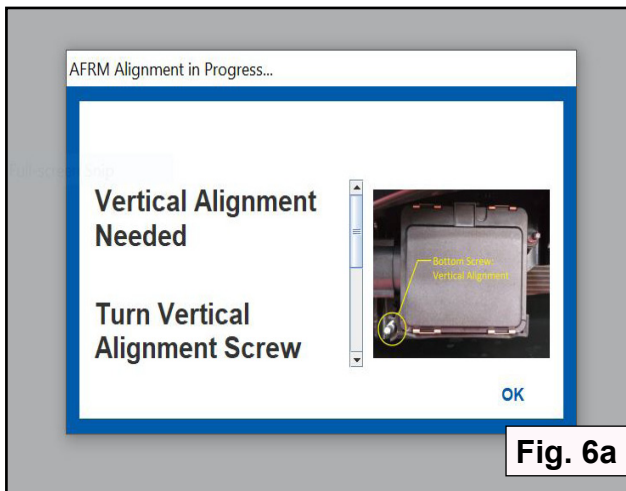 AFRM Alignment in Progress...
Vertical Alignment
Needed
Turn Vertical
Alignment Screw
Bottom Screw:
Vertical Alignment
OK
Fig. 6a